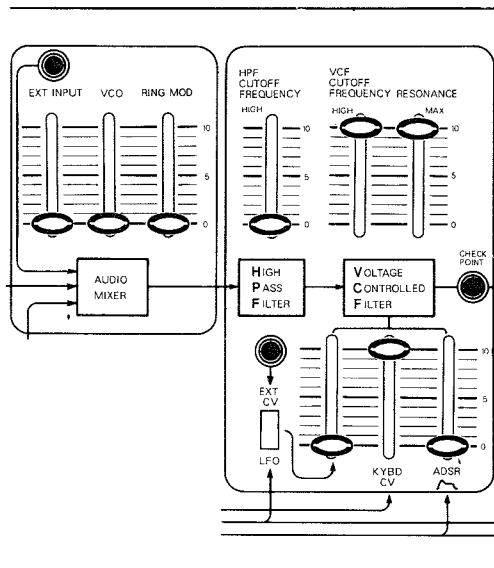 EXT INPUT VCO RING MOD
10
5
0
AUDIO
MIXER
HPF
CUTOFF
FREQUENCY
HIGH
10
5
0
VCF
CUTOFF
FREQUENCY RESONANCE
HIGH MAX
10
5
0
HIGH
PASS
FILTER
VOLTAGE
CONTROLLED
FILTER
CHECK
POINT
EXT
CV
LFO
10
5
0
KYBD
CV
ADSR